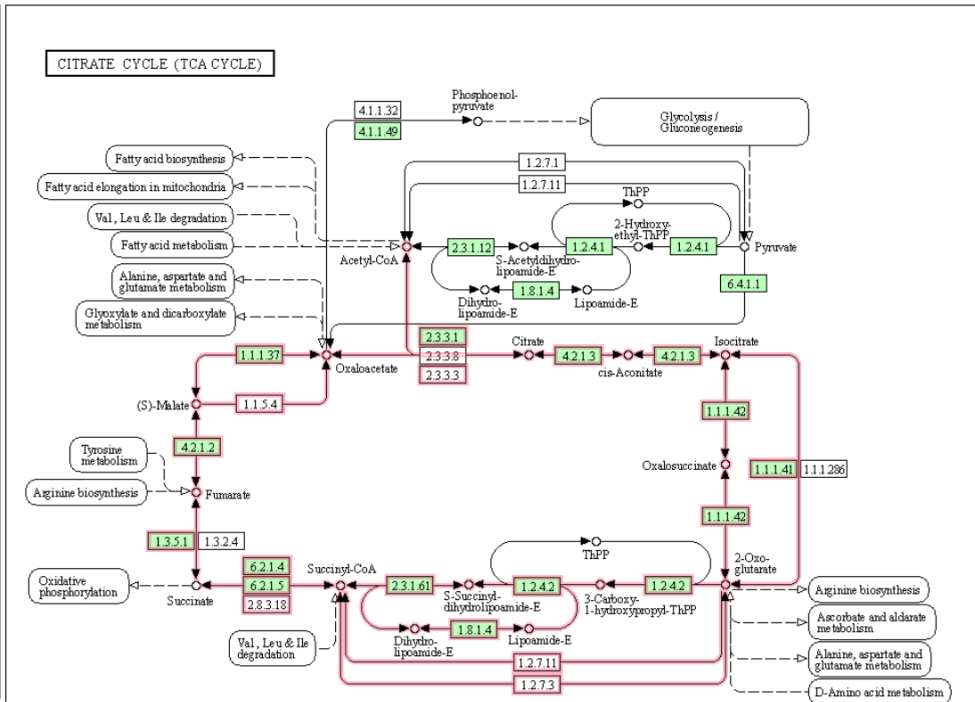 CITRATE CYCLE (TCA CYCLE)
Phosphoenol-
pyruvate
4.1.1.32
4.1.1.49
Glycolysis /
Gluconeogenesis
Fatty acid biosynthesis
Fatty acid elongation in mitochondria
Val, Leu & Ile degradation
Fatty acid metabolism
Alanine, aspartate and
glutamate metabolism
Glyoxylate and dicarboxylate
metabolism
1.2.7.1
1.2.7.11
ThPP
2-Hydroxy-
ethyl-ThPP
Acetyl-CoA
2.3.1.12
S-Acetyldihydro-
lipoamide-E
1.2.4.1
1.2.4.1
Pyruvate
Dihydro-
lipoamide-E
1.8.1.4
Lipoamide-E
6.4.1.1
1.1.1.37
Oxaloacetate
2.3.3.1
2.3.3.8
2.3.3.3
Citrate
4.2.1.3
cis-Aconitate
4.2.1.3
Isocitrate
(S)-Malate
1.1.5.4
1.1.1.42
4.2.1.2
Tyrosine
metabolism
Arginine biosynthesis
Fumarate
Oxalosuccinate
1.1.1.41
1.1.1.286
1.1.1.42
1.3.5.1
1.3.2.4
ThPP
Oxidative
phosphorylation
Succinate
6.2.1.4
6.2.1.5
2.8.3.18
Succinyl-CoA
2.3.1.61
S-Succinyl-
dihydrolipoamide-E
1.2.4.2
3-Carboxy-
1-hydroxypropyl-ThPP
1.2.4.2
2-Oxo-
glutarate
Val, Leu & Ile
degradation
Dihydro-
lipoamide-E
1.8.1.4
Lipoamide-E
1.2.7.11
1.2.7.3
Arginine biosynthesis
Ascorbate and aldarate
metabolism
Alanine, aspartate and
glutamate metabolism
D-Amino acid metabolism